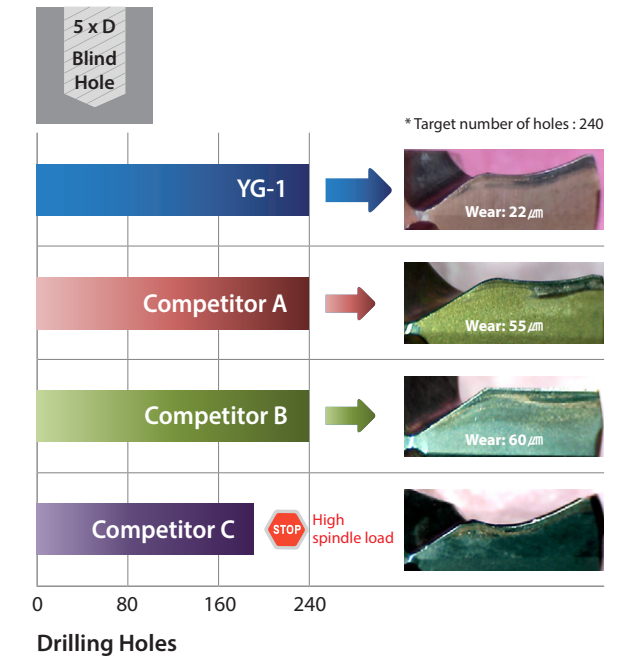 5 x D
Blind
Hole
* Target number of holes : 240
YG-1
Wear: 22㎛
Competitor A
Wear: 55㎛
Competitor B
Wear: 60㎛
Competitor C
STOP
High
spindle load
0 80 160 240
Drilling Holes